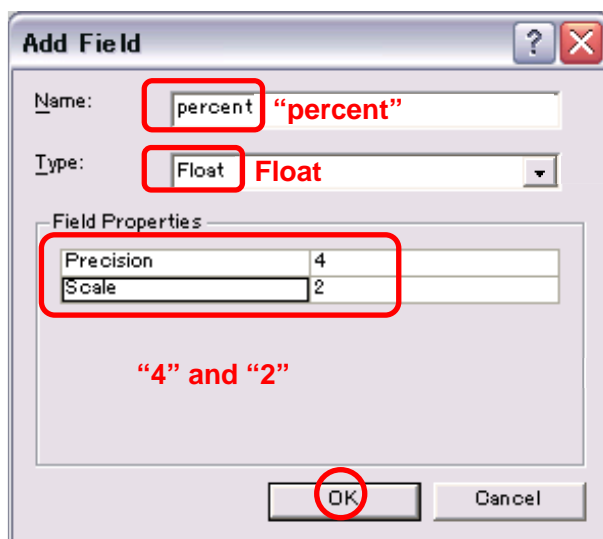 Add Field
?
Name: percent “percent”
Type: Float Float
Field Properties
Precision 4
Scale 2
“4” and “2”
OK Cancel